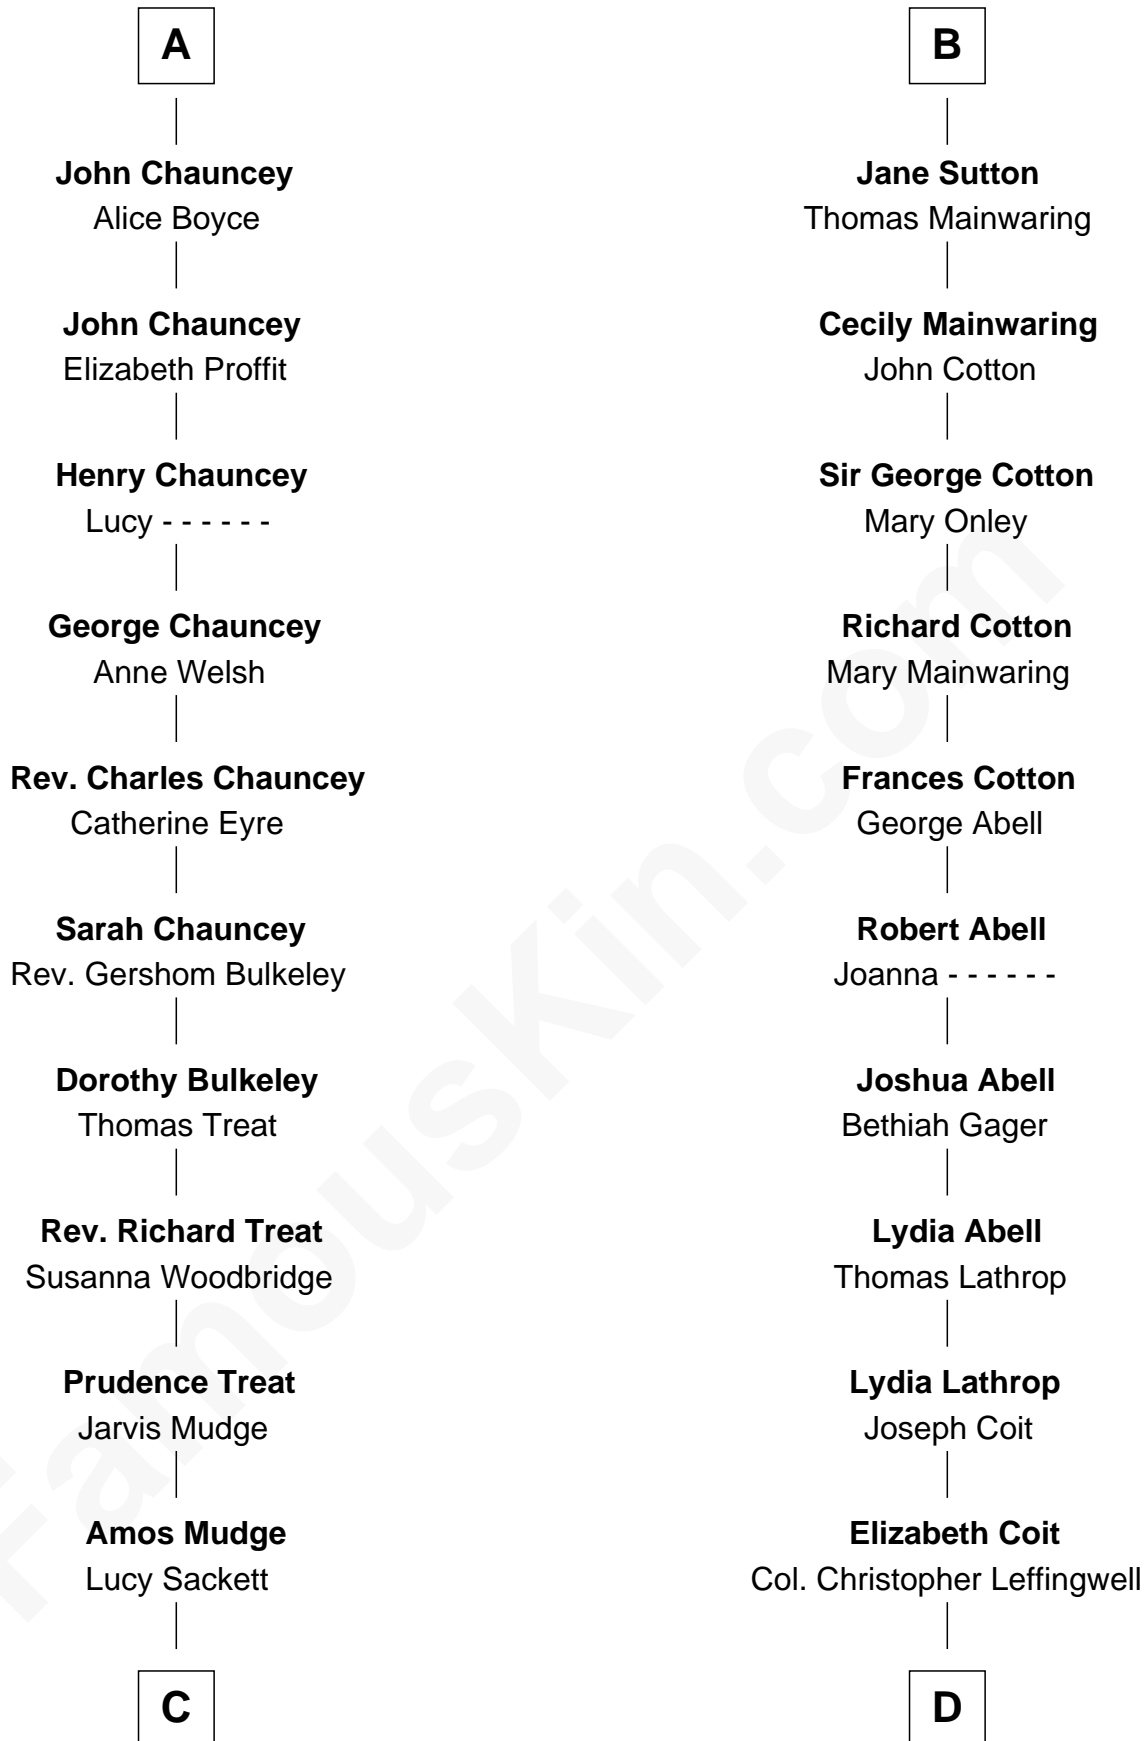 A
John Chauncey
Alice Boyce
John Chauncey
Elizabeth Proffit
Henry Chauncey
Lucy - - - - - -
George Chauncey
Anne Welsh
Rev. Charles Chauncey
Catherine Eyre
Sarah Chauncey
Rev. Gershom Bulkeley
Dorothy Bulkeley
Thomas Treat
Rev. Richard Treat
Susanna Woodbridge
Prudence Treat
Jarvis Mudge
Amos Mudge
Lucy Sackett
C
B
Jane Sutton
Thomas Mainwaring
Cecily Mainwaring
John Cotton
Sir George Cotton
Mary Onley
Richard Cotton
Mary Mainwaring
Frances Cotton
George Abell
Robert Abell
Joanna - - - - - -
Joshua Abell
Bethiah Gager
Lydia Abell
Thomas Lathrop
Lydia Lathrop
Joseph Coit
Elizabeth Coit
Col. Christopher Leffingwell
D
FamousKin.com